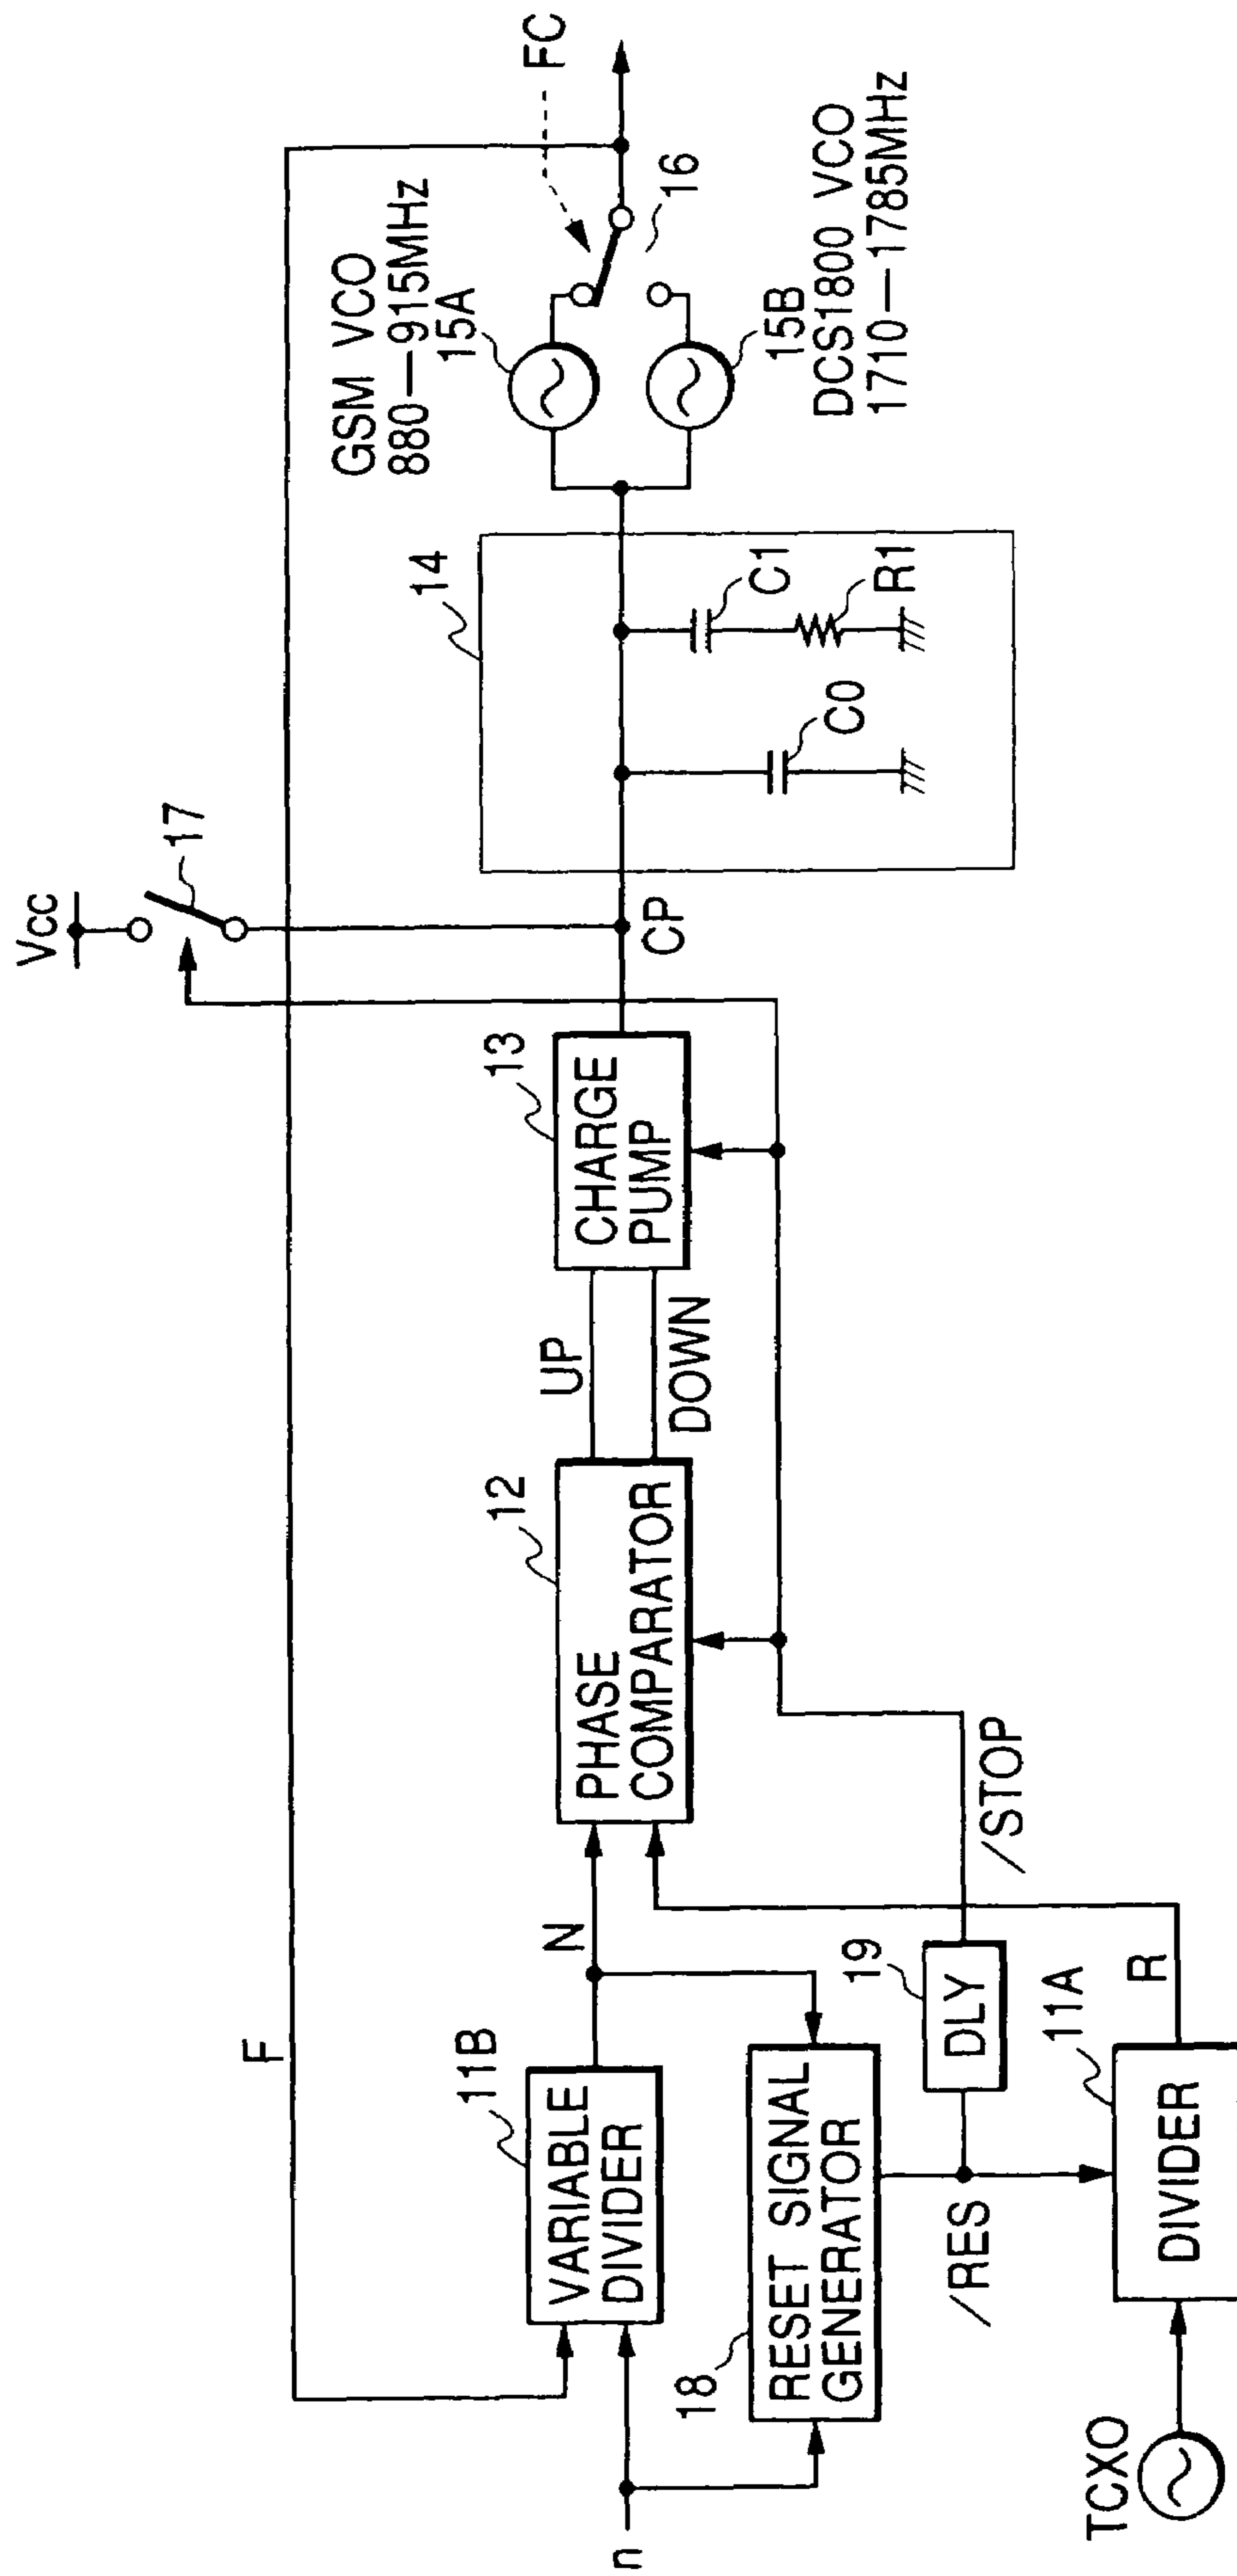 n
TCXO
F
VARIABLE
DIVIDER
11B
18
RESET SIGNAL
GENERATOR
/RES
DIVIDER
11A
N
19
DLY
R
/STOP
PHASE
COMPARATOR
12
UP
DOWN
CHARGE
PUMP
13
Vcc
17
CP
14
C0
C1
R1
GSM VCO
880-915MHz
15A
15B
DCS1800 VCO
1710-1785MHz
16
FC